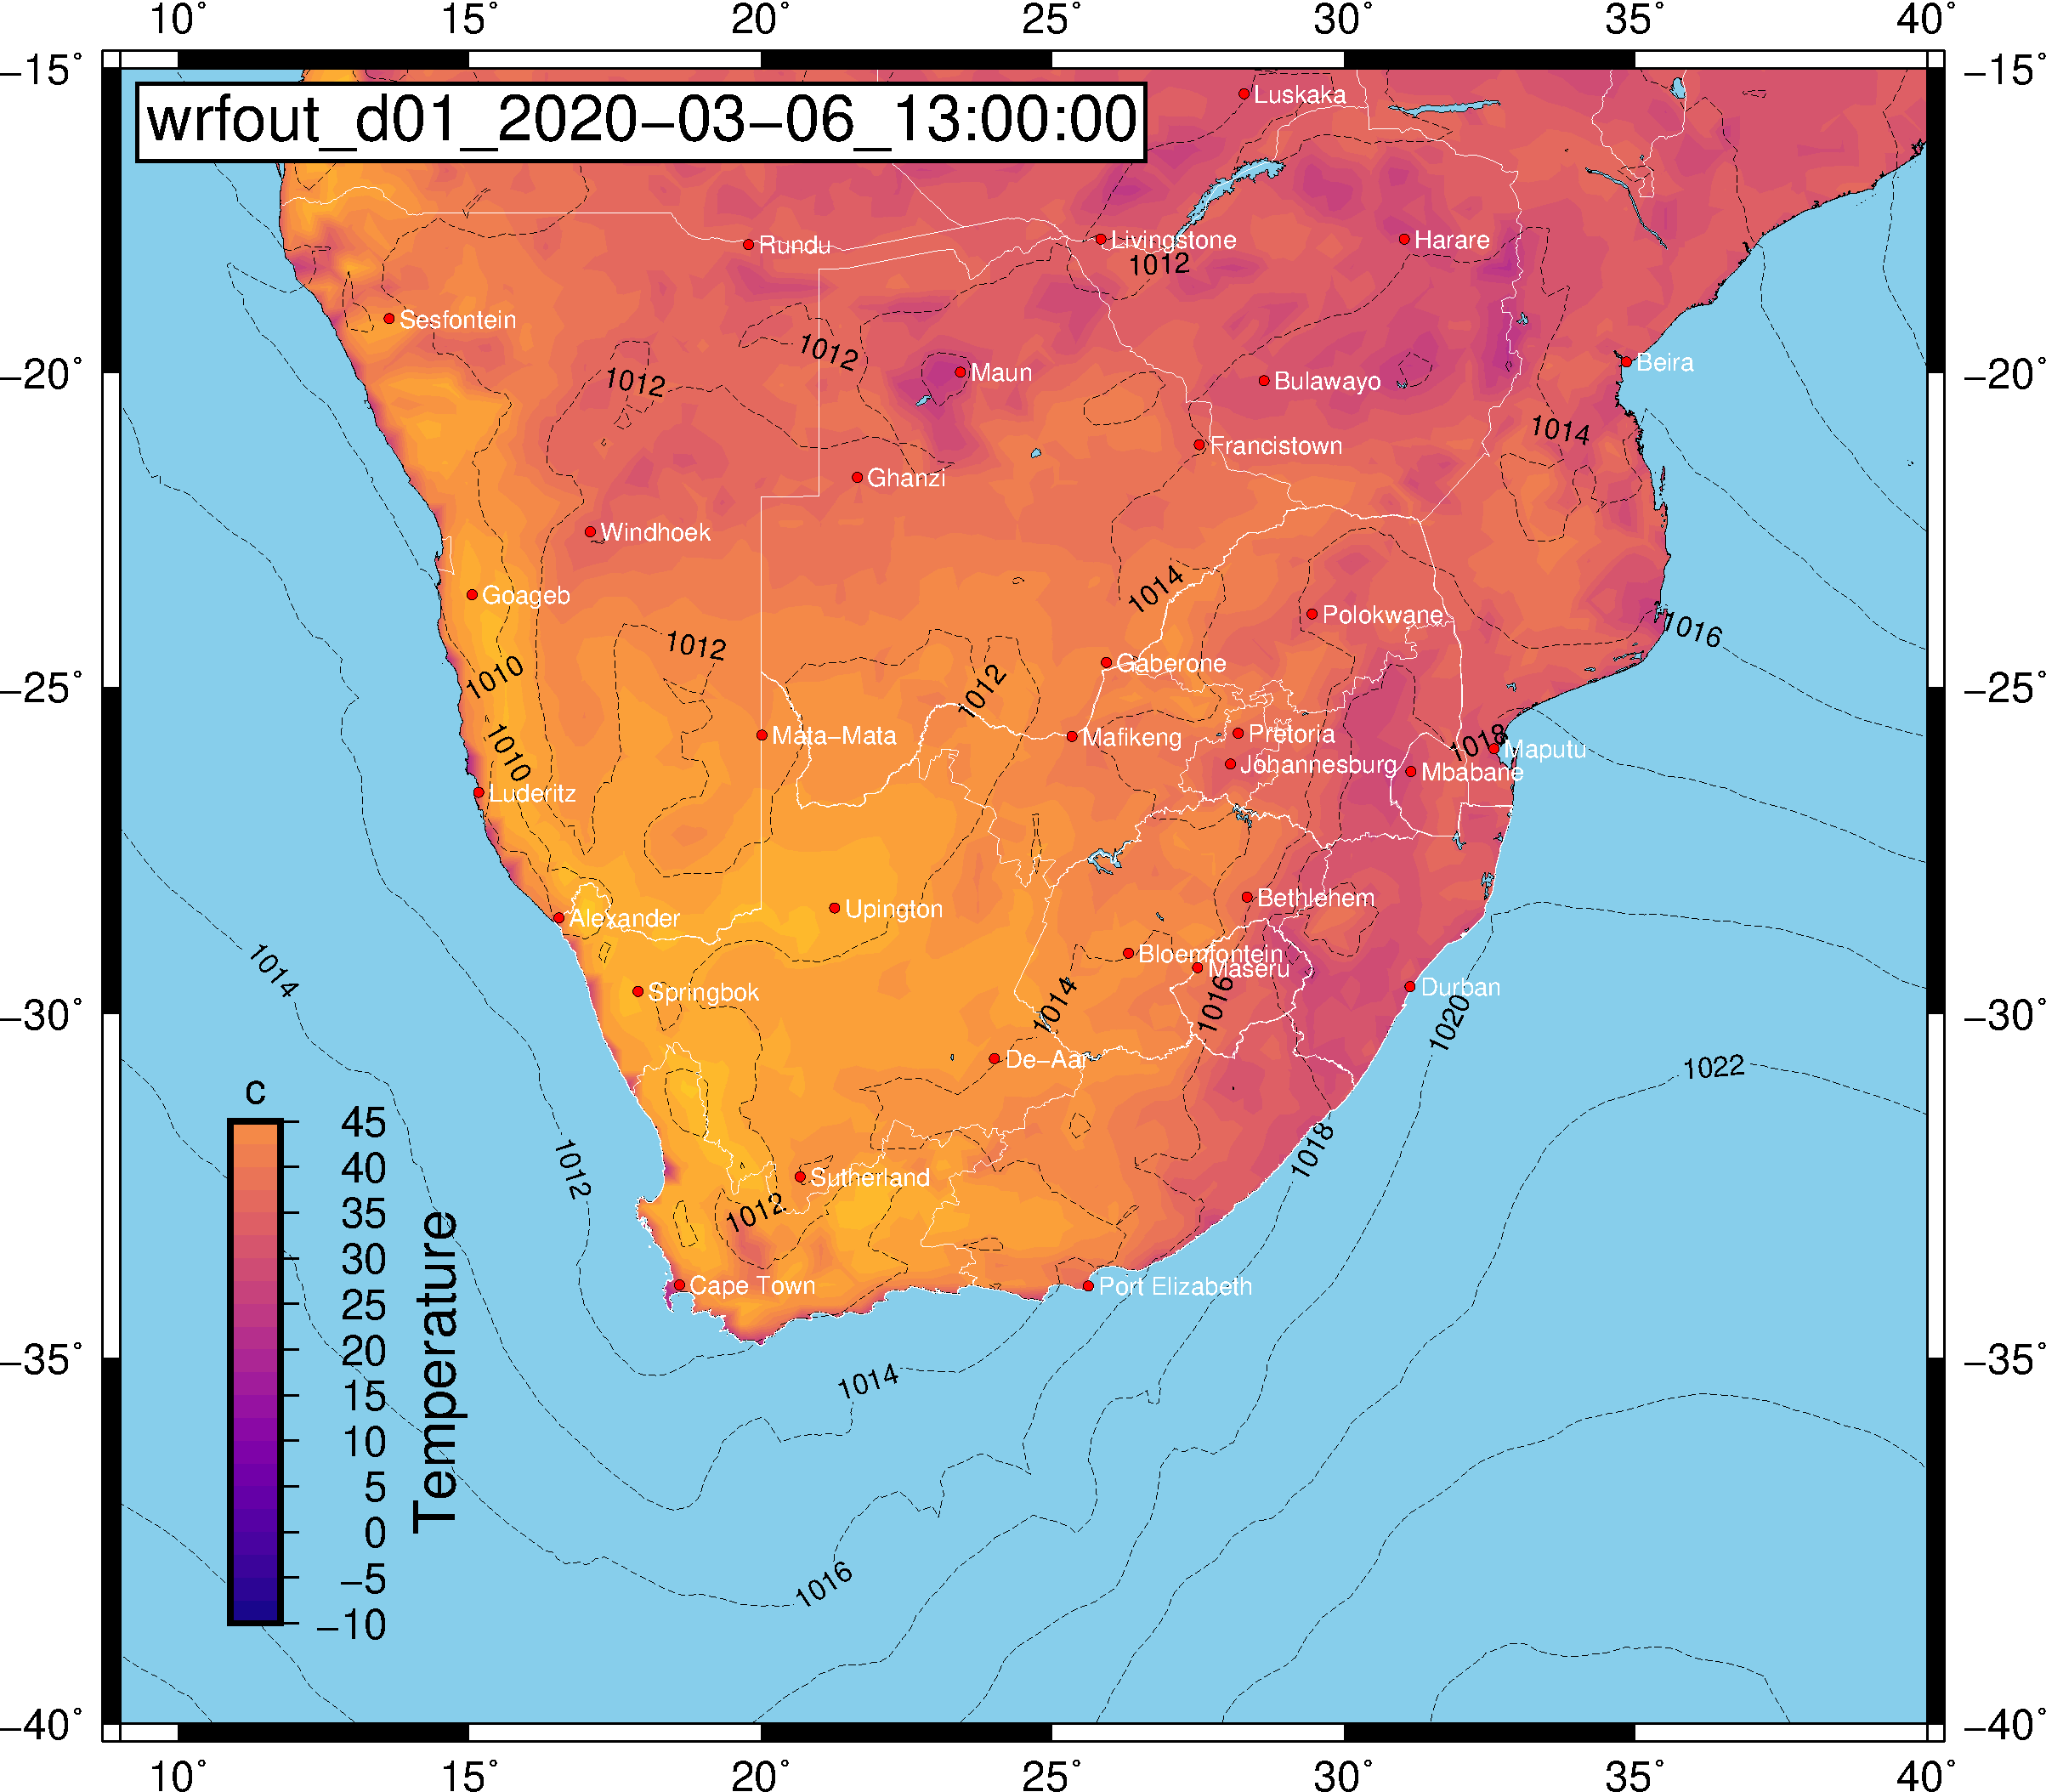 10° 15° 20° 25° 30° 35° 40°
−15° −15°
wrfout_d01_2020−03−06_13:00:00
Luskaka
Rundu
Livingstone
Harare
1012
Sesfontein
1012
1012
Maun
Bulawayo
Beira
−20° −20°
1014
Francistown
Ghanzi
Windhoek
1014
Goageb
Polokwane
1016
1012
Gaberone
1010
1012
−25° −25°
1010
Mata−Mata
Mafikeng
Pretoria
1018
Maputu
Johannesburg
Mbabane
Luderitz
Bethlehem
Upington
Alexander
1014
Bloemfontein
Maseru
Springbok
1014
1016
Durban
1020
−30° −30°
De−Aar
1022
c
45
40
35
30
25
20
15
10
5
0
−5
−10
Temperature
1012
1018
Sutherland
1012
Cape Town
Port Elizabeth
−35° −35°
1014
1016
−40° −40°
10° 15° 20° 25° 30° 35° 40°